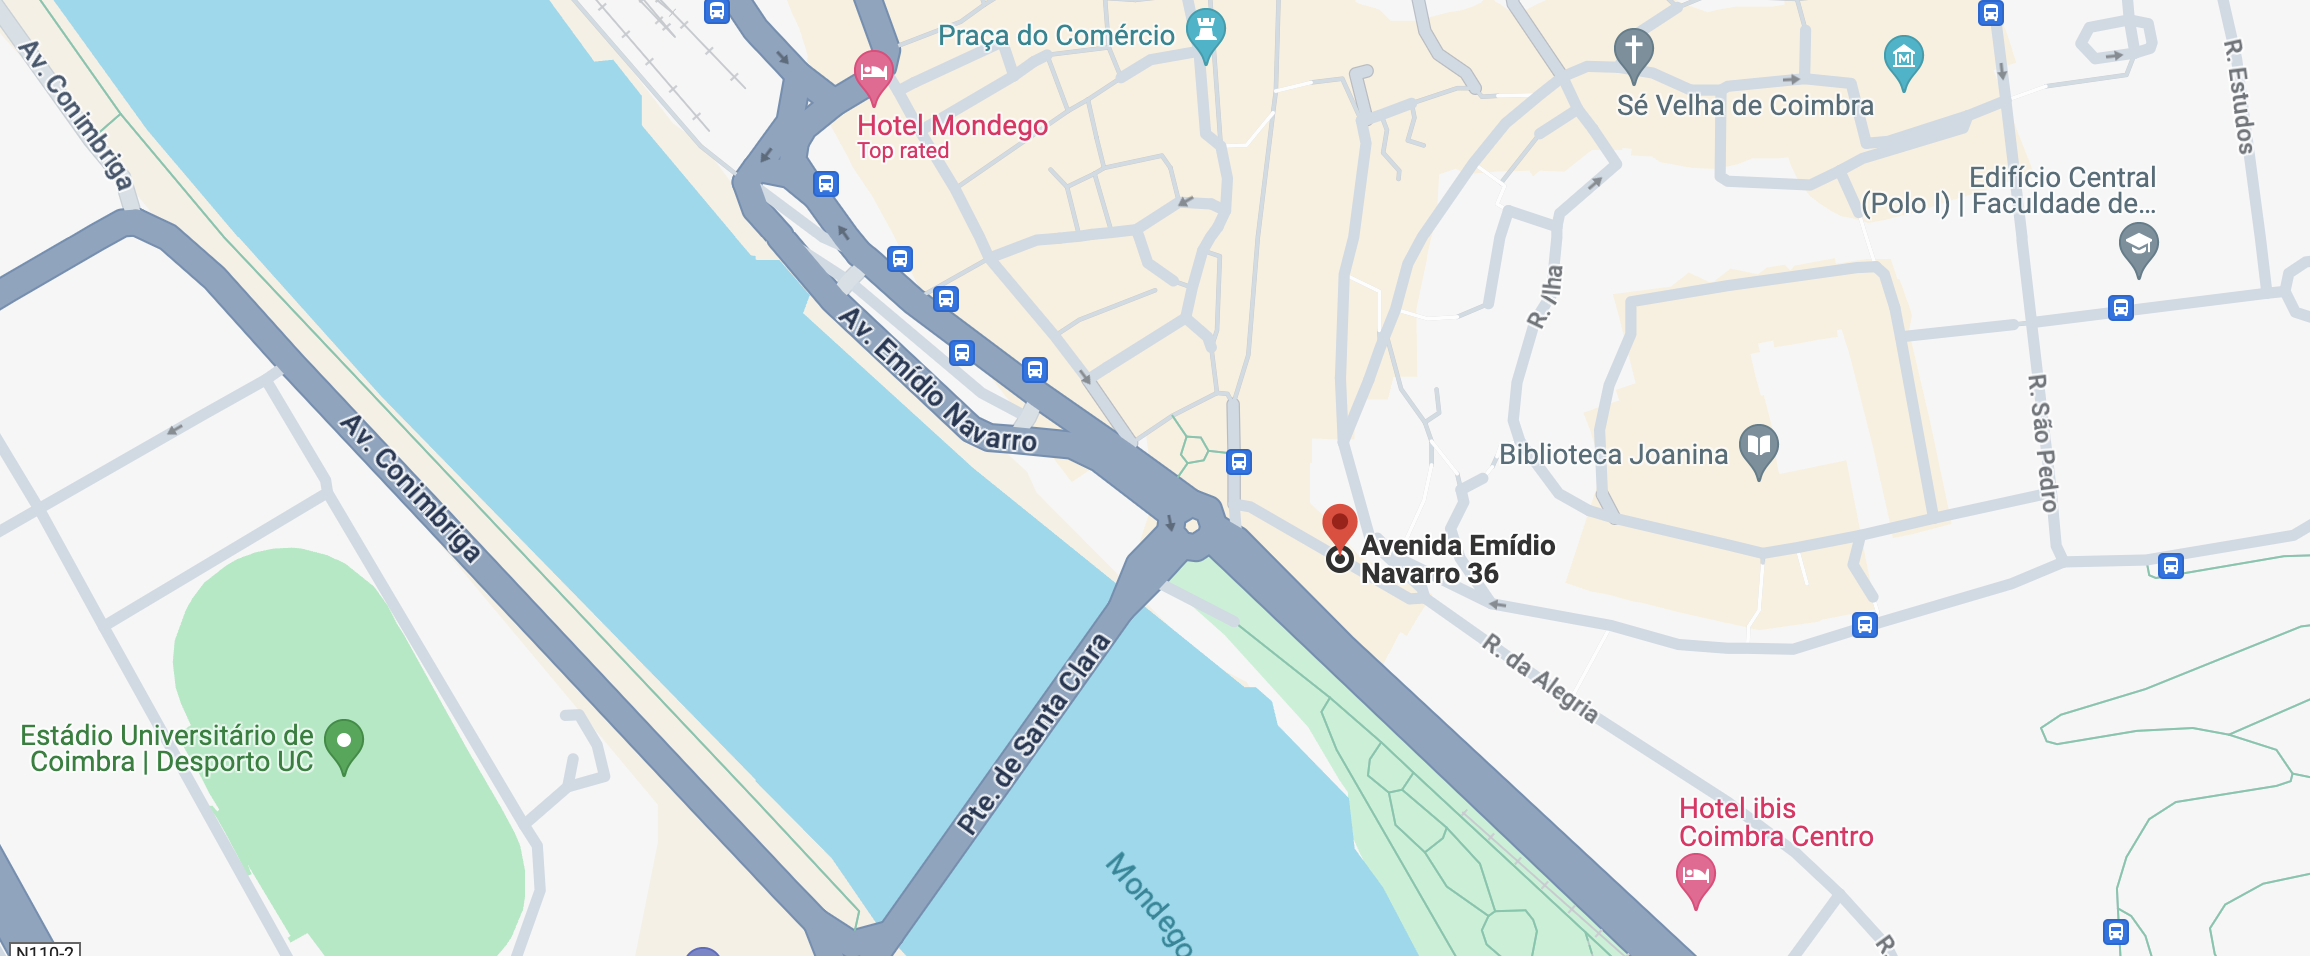 Av. Conimbriga
Praça do Comércio
Hotel Mondego
Top rated
Sé Velha de Coimbra
R. Estudos
Edifício Central
(Polo I) | Faculdade de...
R. /Ilha
Av. Emídio Navarro
Av. Conimbriga
Biblioteca Joanina
R. São Pedro
Avenida Emídio
Navarro 36
R. da Alegria
Pte. de Santa Clara
Estádio Universitário de
Coimbra | Desporto UC
Hotel ibis
Coimbra Centro
Mondego
R.
N110-2